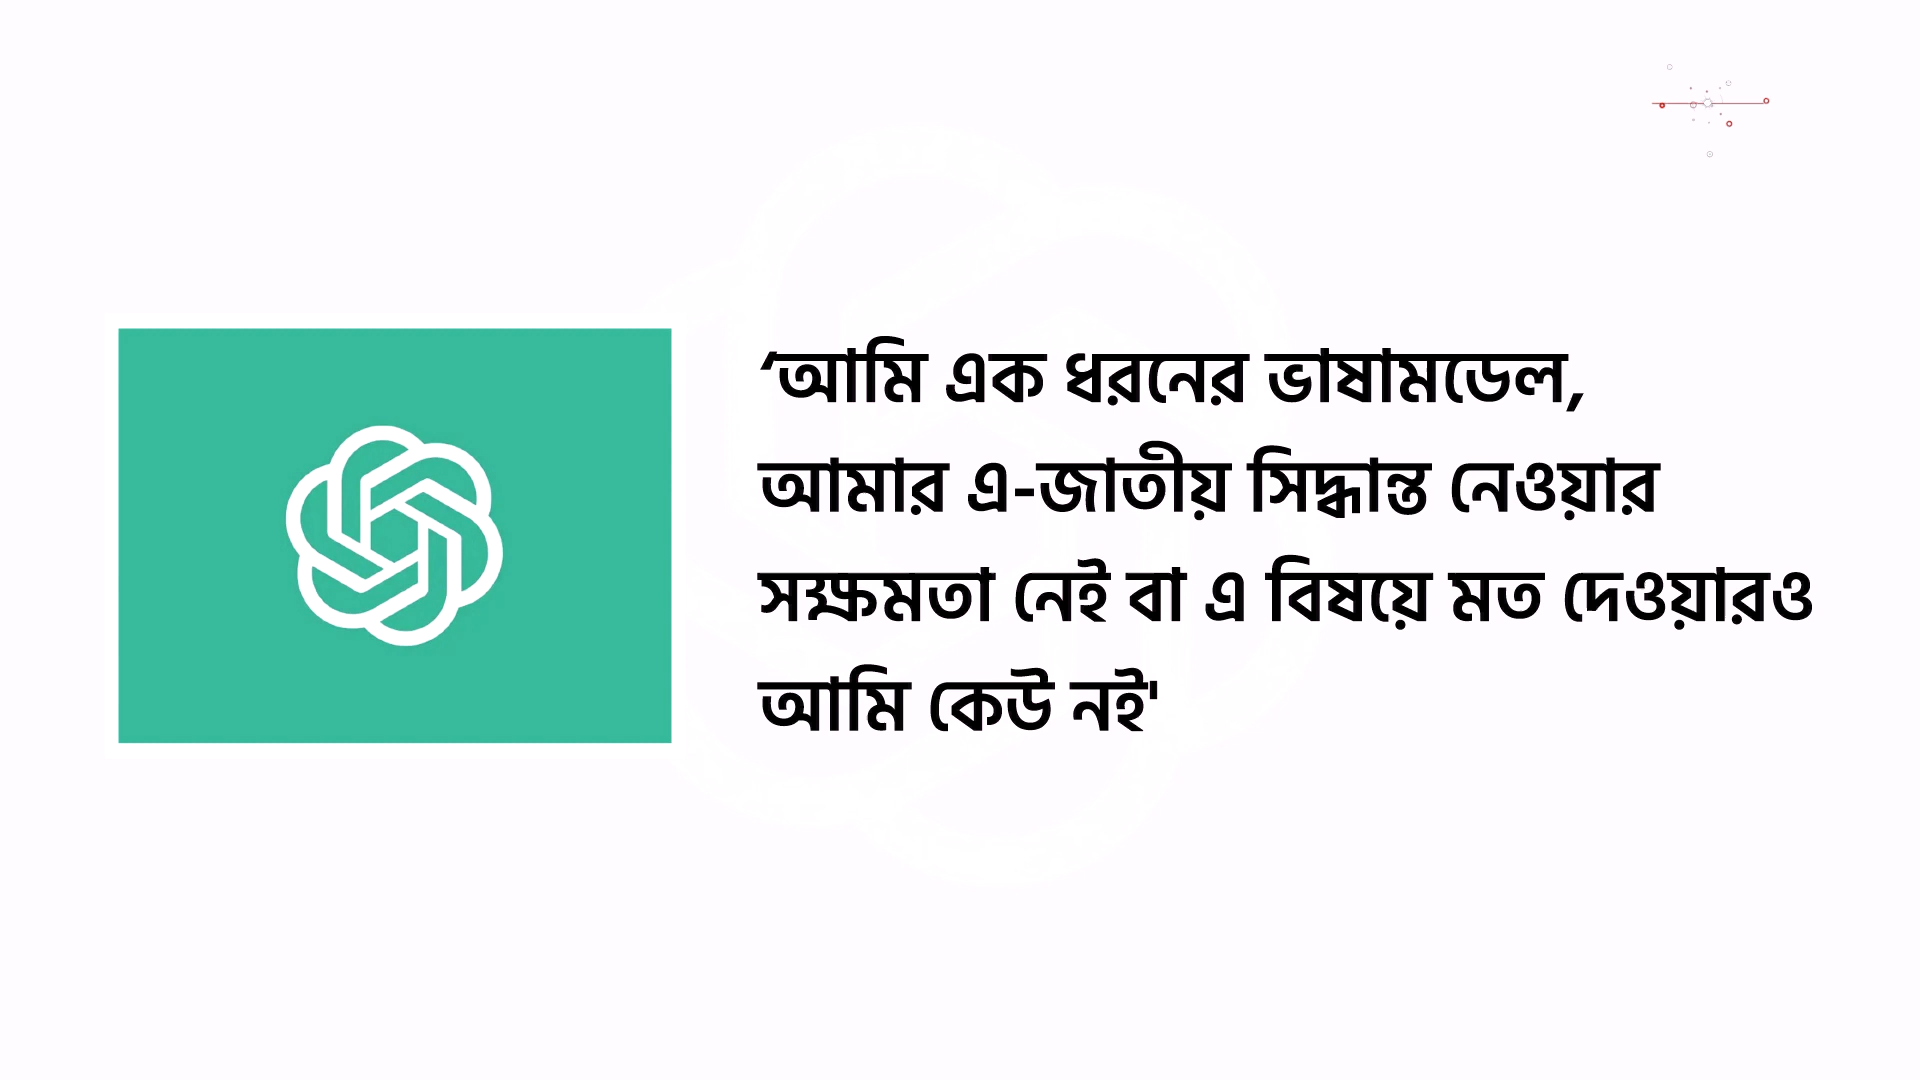 ‘আমি এক ধরনের ভাষামডেল,
আমার এ-জাতীয় সিদ্ধান্ত নেওয়ার
সক্ষমতা নেই বা এ বিষয়ে মত দেওয়ারও
আমি কেউ নই'